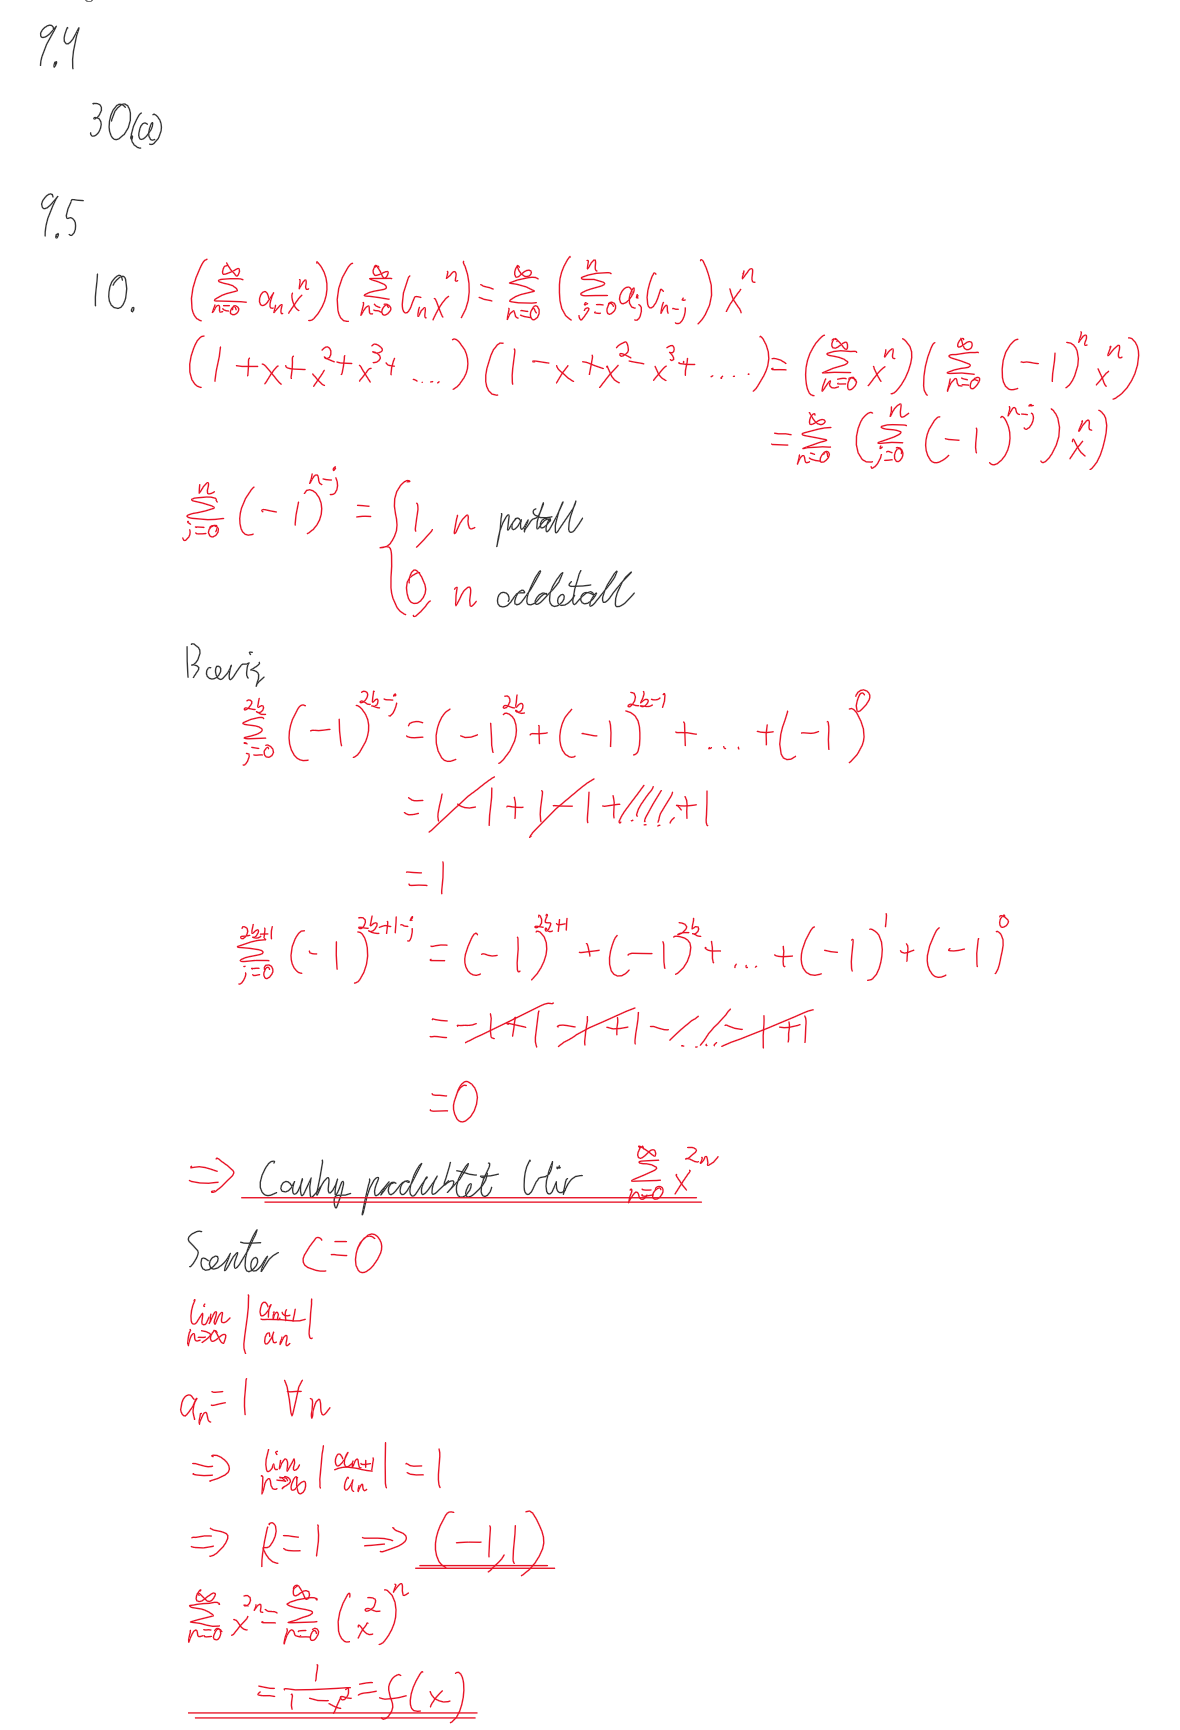 9.4
30(a)
9.5
10. (∑_{n=0}^{∞} a_n x^n)(∑_{n=0}^{∞} b_n x^n) = ∑_{n=0}^{∞} (∑_{j=0}^{n} a_j b_{n-j}) x^n
(1+x+x^2+x^3+....)(1-x+x^2-x^3+....) = (∑_{n=0}^{∞} x^n)(∑_{n=0}^{∞} (-1)^n x^n)
= ∑_{n=0}^{∞} (∑_{j=0}^{n} (-1)^{n-j}) x^n)
∑_{j=0}^{n} (-1)^{n-j} = { 1, n partall
0, n oddetall
Bevis
∑_{j=0}^{2k} (-1)^{2k-j} = (-1)^{2k} + (-1)^{2k-1} + ... + (-1)^0
= 1-1+1-1+.....+1
= 1
∑_{j=0}^{2k+1} (-1)^{2k+1-j} = (-1)^{2k+1} + (-1)^{2k} + ... + (-1)^1 + (-1)^0
= -1+1-1+1-....-1+1
= 0
⇒ Cauhy produktet blir ∑_{n=0}^{∞} x^{2n}
Senter c=0
lim_{n→∞} |a_{n+1}/a_n|
a_n = 1 ∀n
⇒ lim_{n→∞} |a_{n+1}/a_n| = 1
⇒ R=1 ⇒ (-1,1)
∑_{n=0}^{∞} x^{2n} = ∑_{n=0}^{∞} (x^2)^n
= 1/(1-x^2) = f(x)